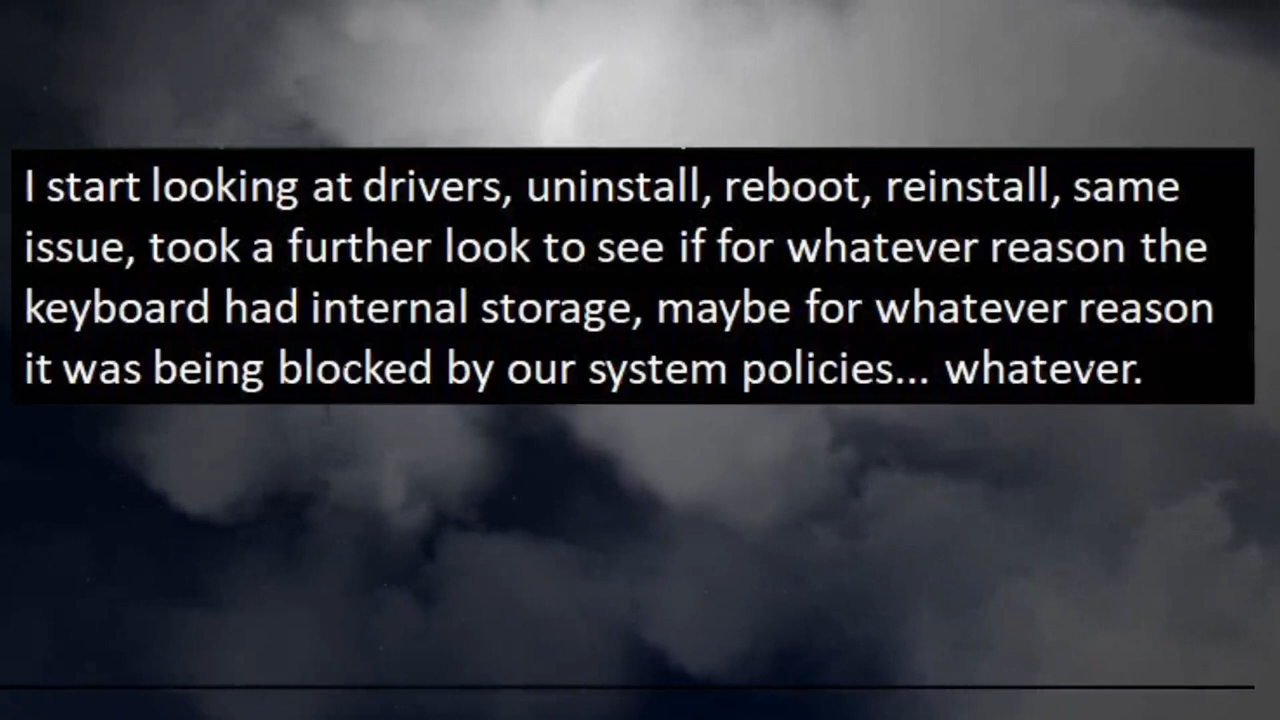 I start looking at drivers, uninstall, reboot, reinstall, same
issue, took a further look to see if for whatever reason the
keyboard had internal storage, maybe for whatever reason
it was being blocked by our system policies... whatever.